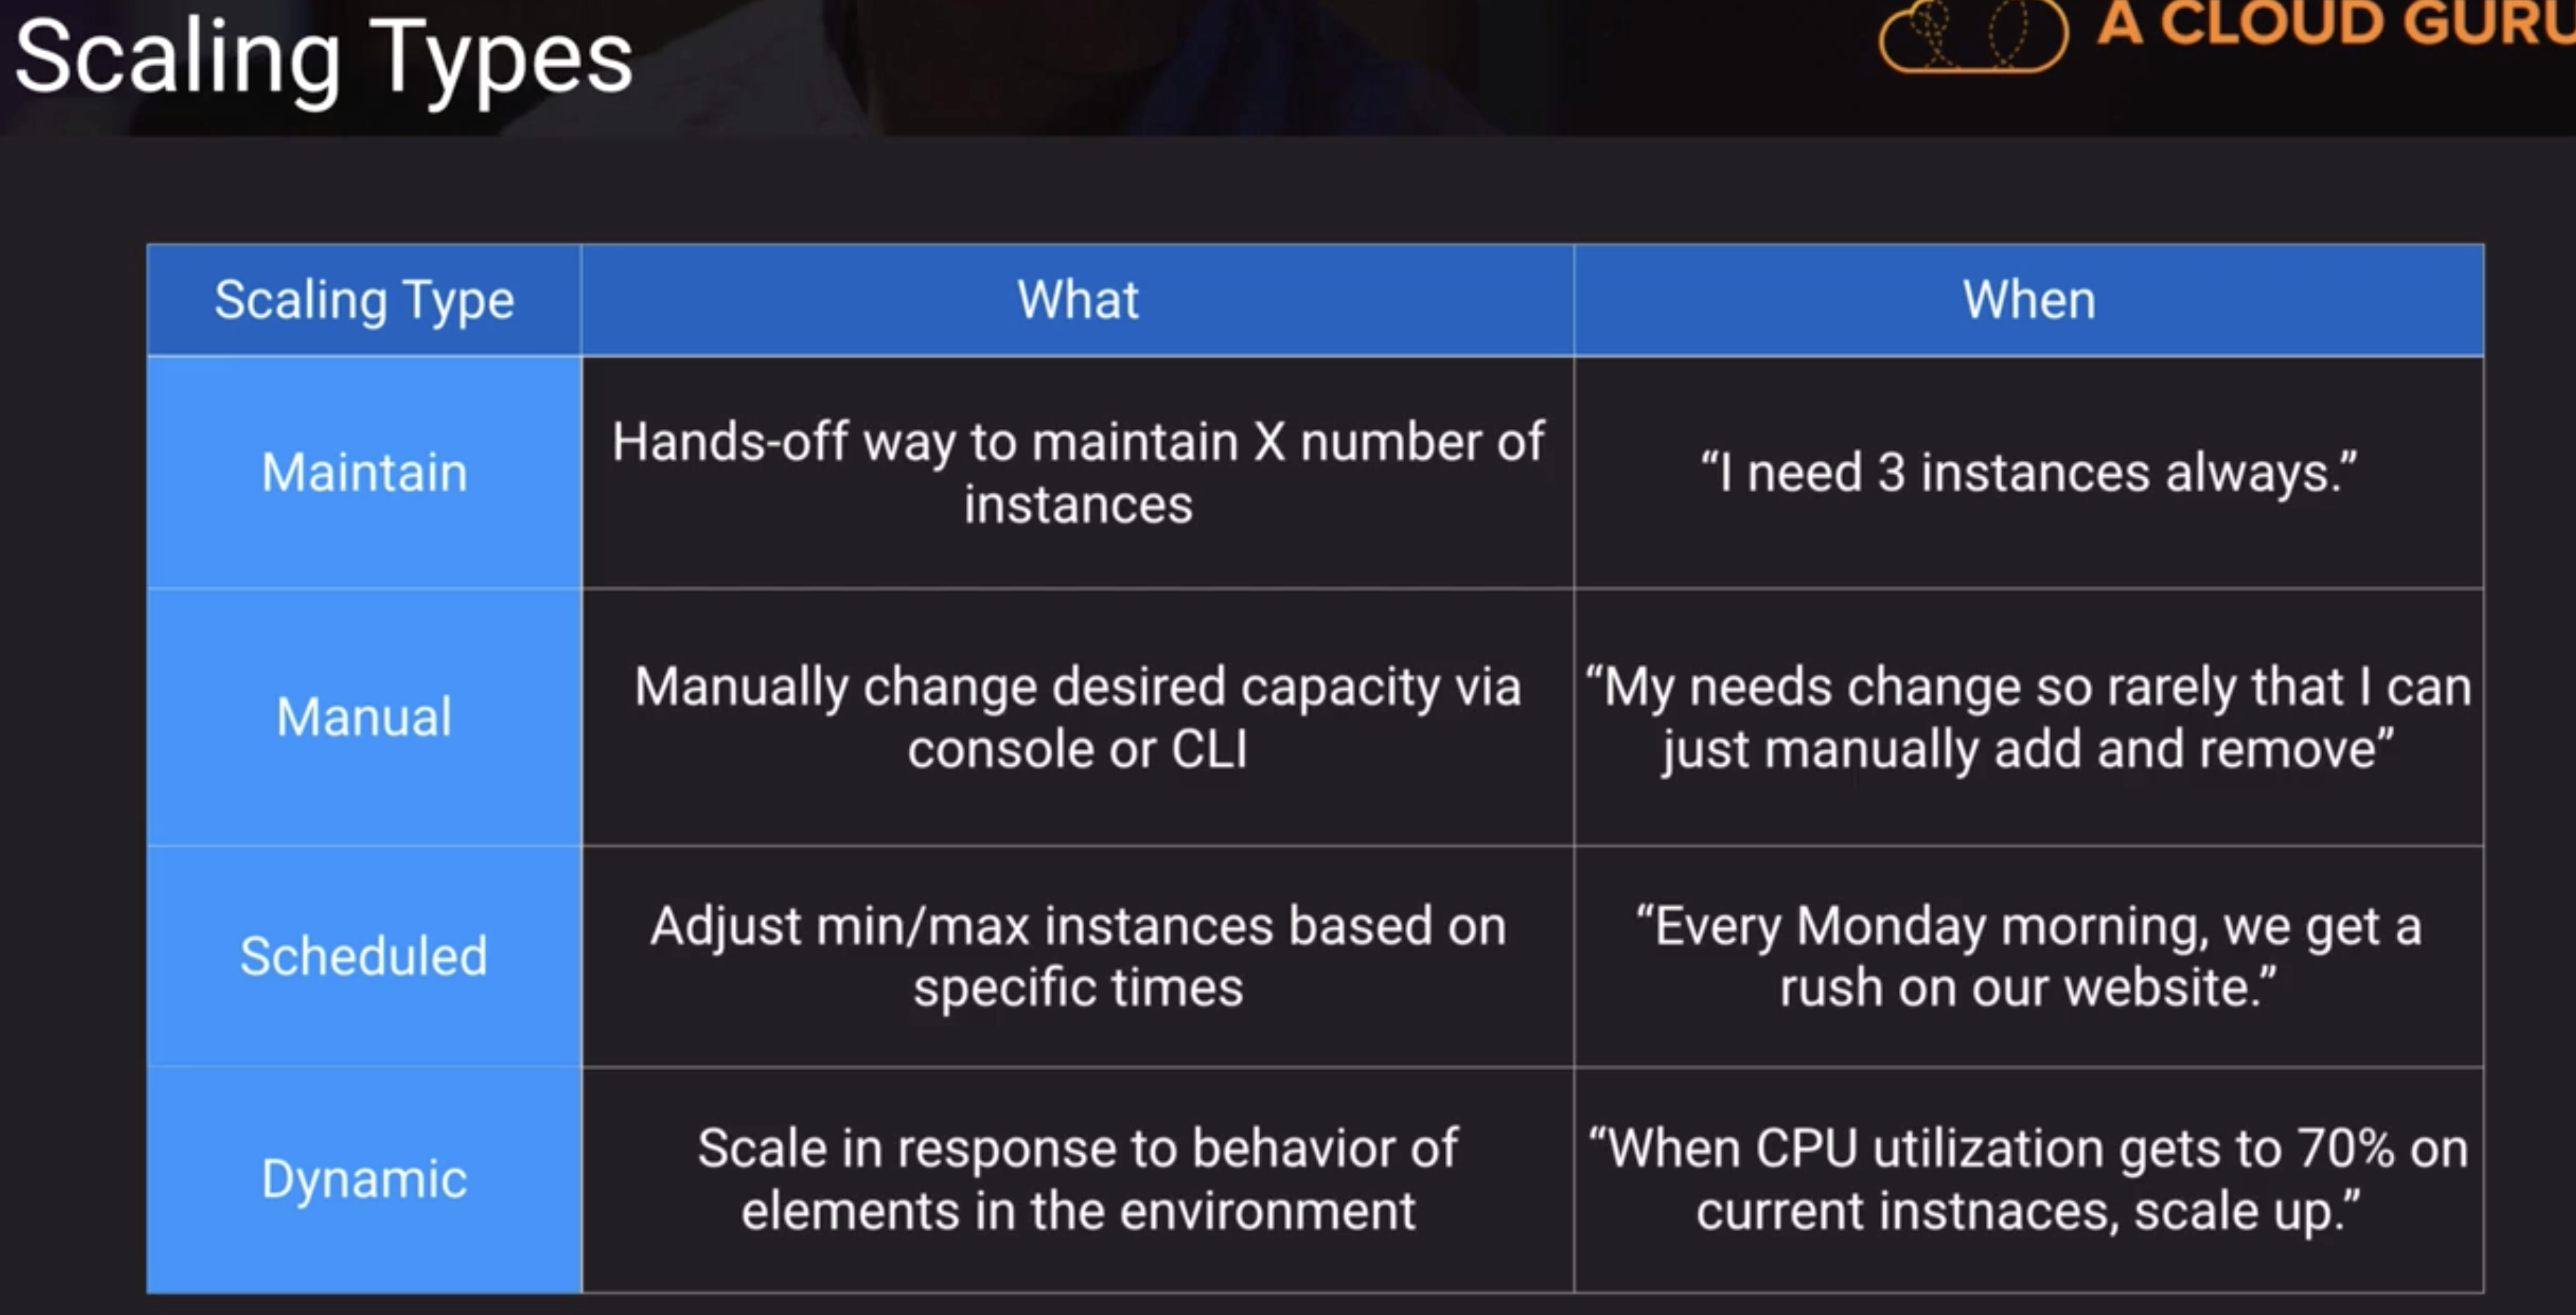 Scaling Types
A CLOUD GURU
Scaling Type
What
When
Maintain
Hands-off way to maintain X number of
instances
“I need 3 instances always.”
Manual
Manually change desired capacity via
console or CLI
“My needs change so rarely that I can
just manually add and remove”
Scheduled
Adjust min/max instances based on
specific times
“Every Monday morning, we get a
rush on our website.”
Dynamic
Scale in response to behavior of
elements in the environment
“When CPU utilization gets to 70% on
current instnaces, scale up.”